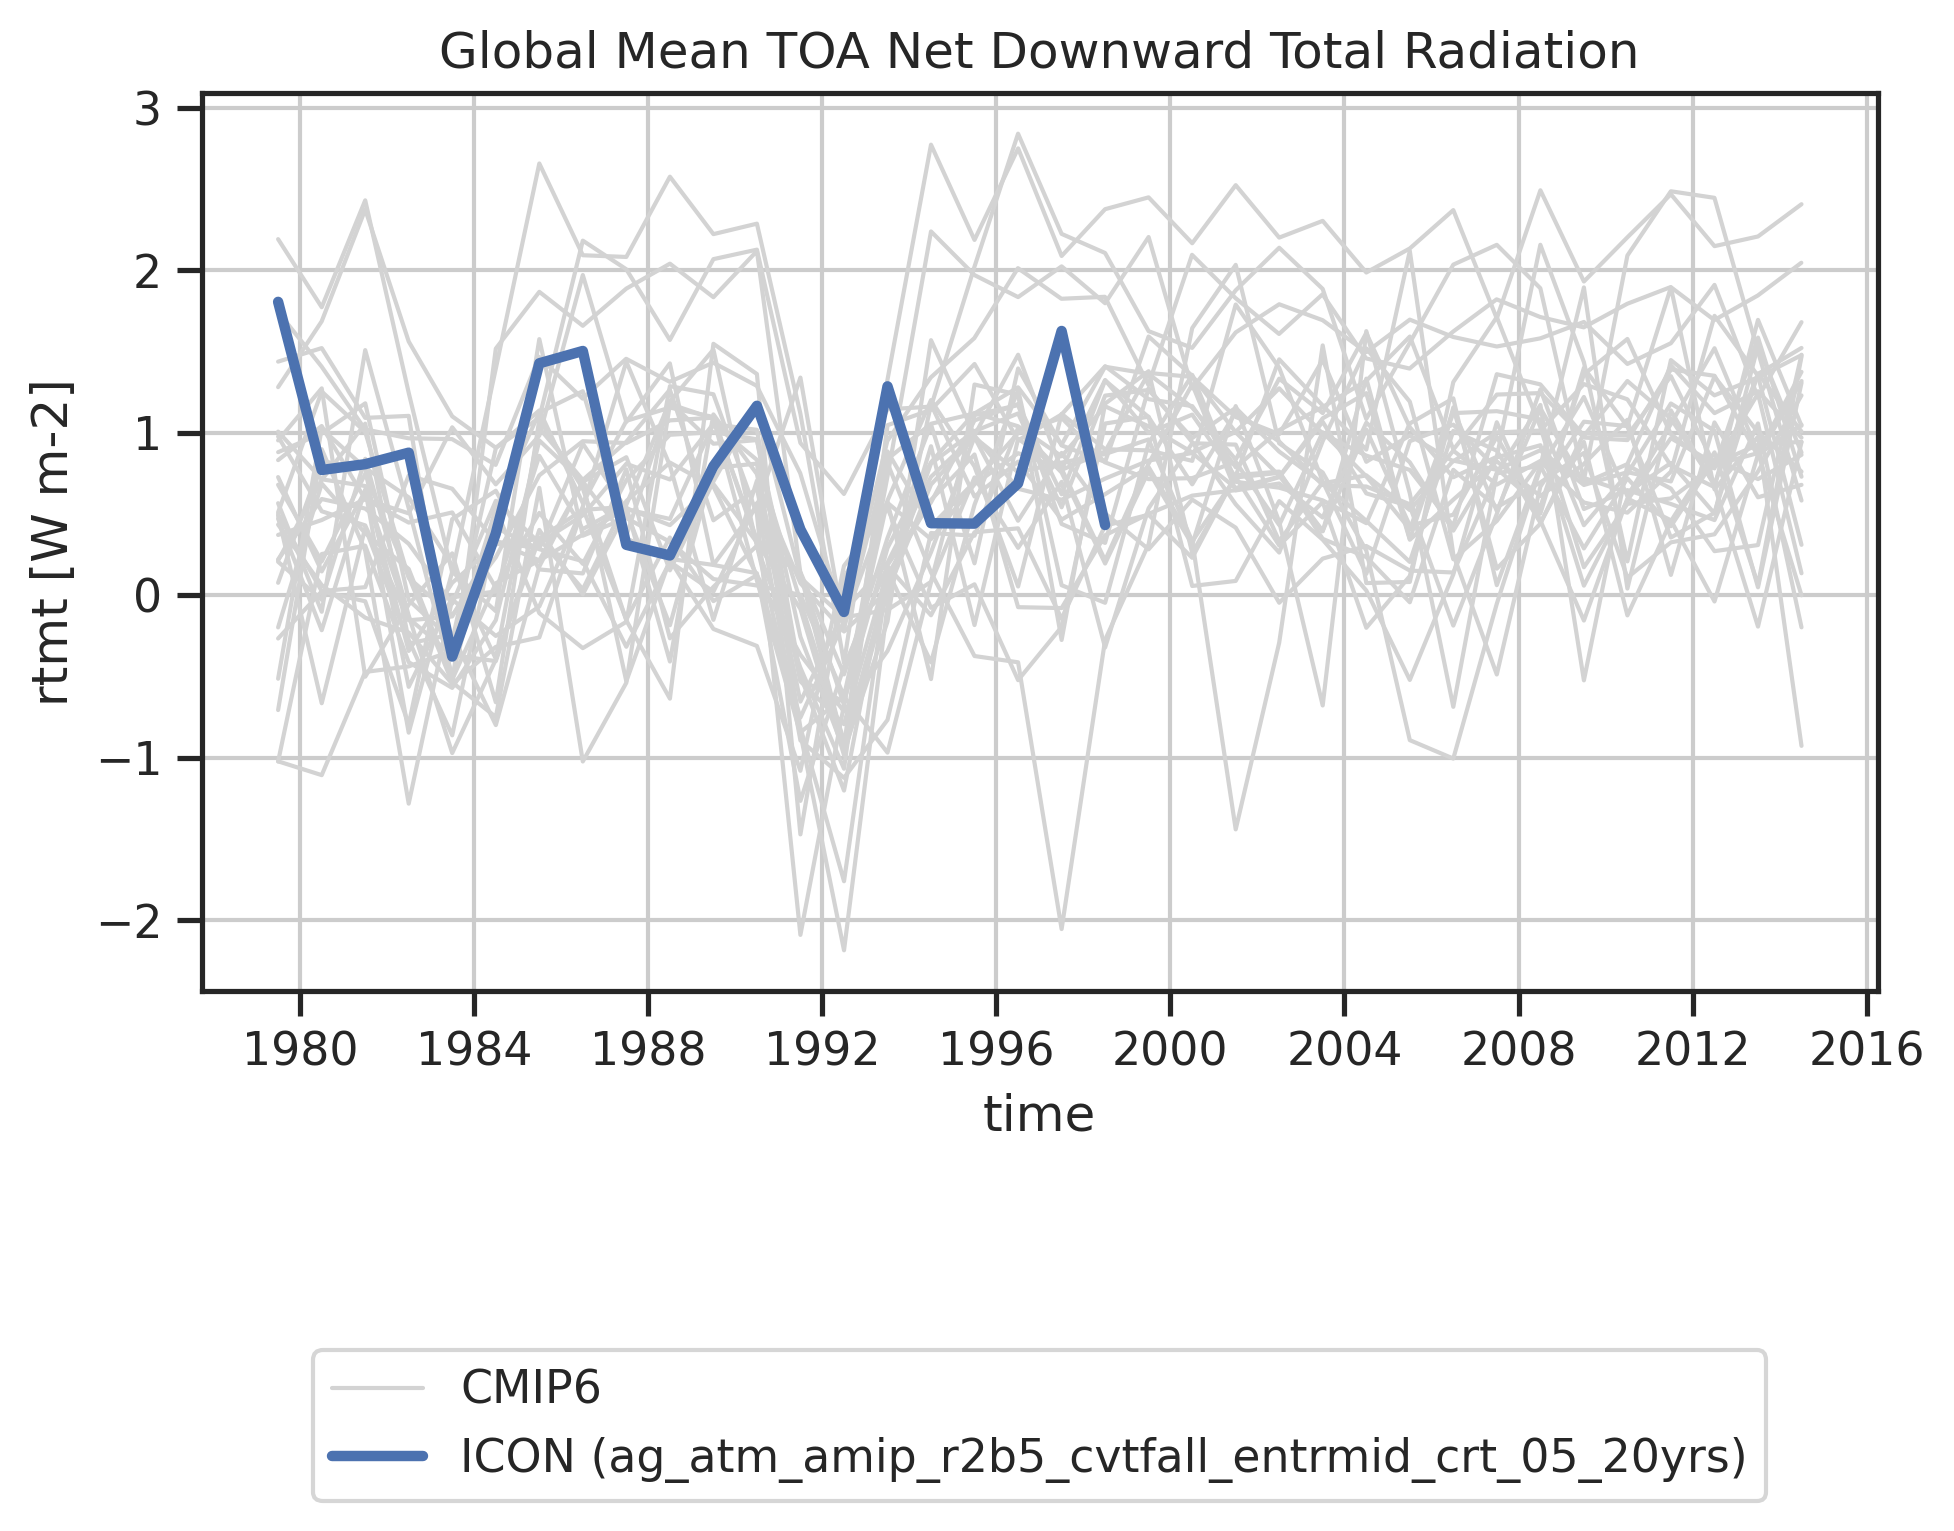 Global Mean TOA Net Downward Total Radiation
rtmt [W m-2]
3
2
1
0
−1
−2
1980 1984 1988 1992 1996 2000 2004 2008 2012 2016
time
CMIP6
ICON (ag_atm_amip_r2b5_cvtfall_entrmid_crt_05_20yrs)